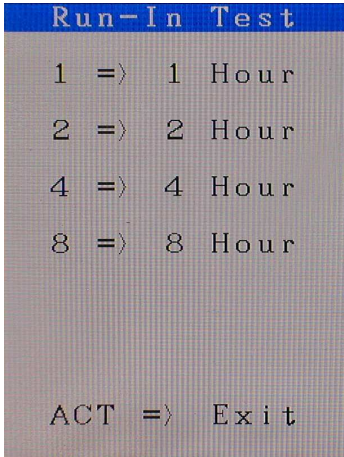 Run-In Test
1 => 1 Hour
2 => 2 Hour
4 => 4 Hour
8 => 8 Hour
ACT => Exit